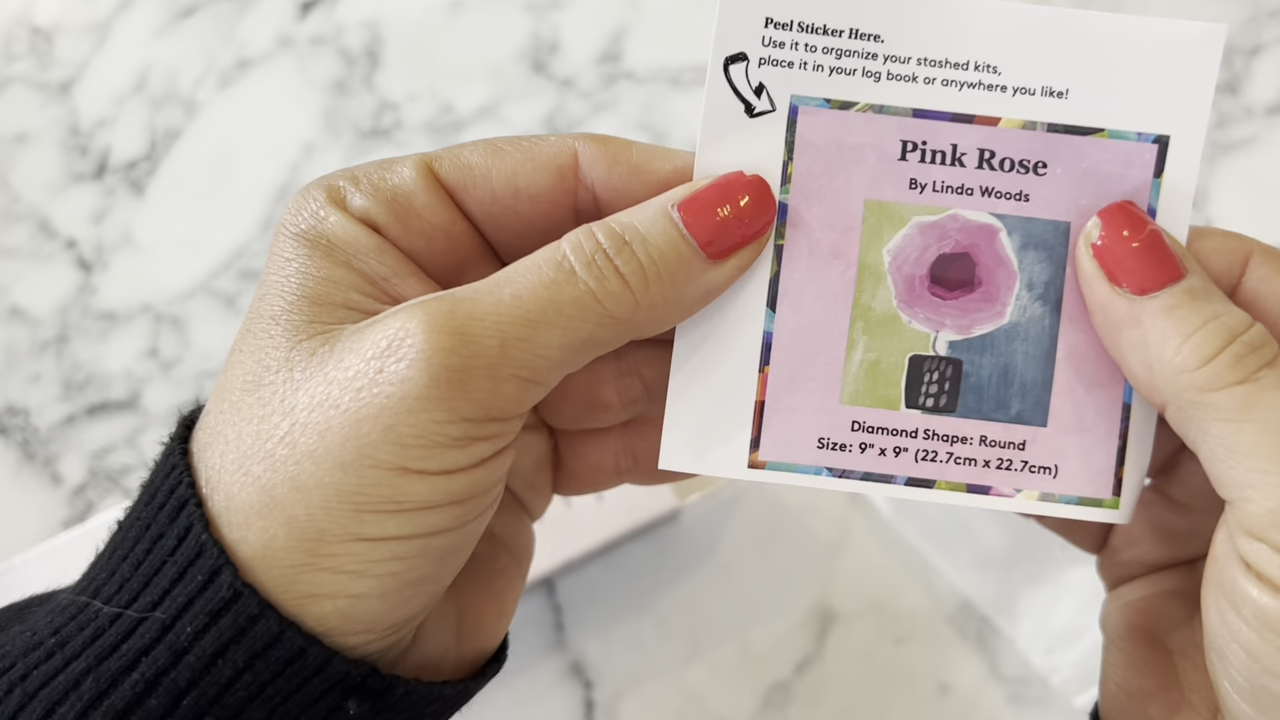 Peel Sticker Here.
Use it to organize your stashed kits,
place it in your log book or anywhere you like!
Pink Rose
By Linda Woods
Diamond Shape: Round
Size: 9" x 9" (22.7cm x 22.7cm)